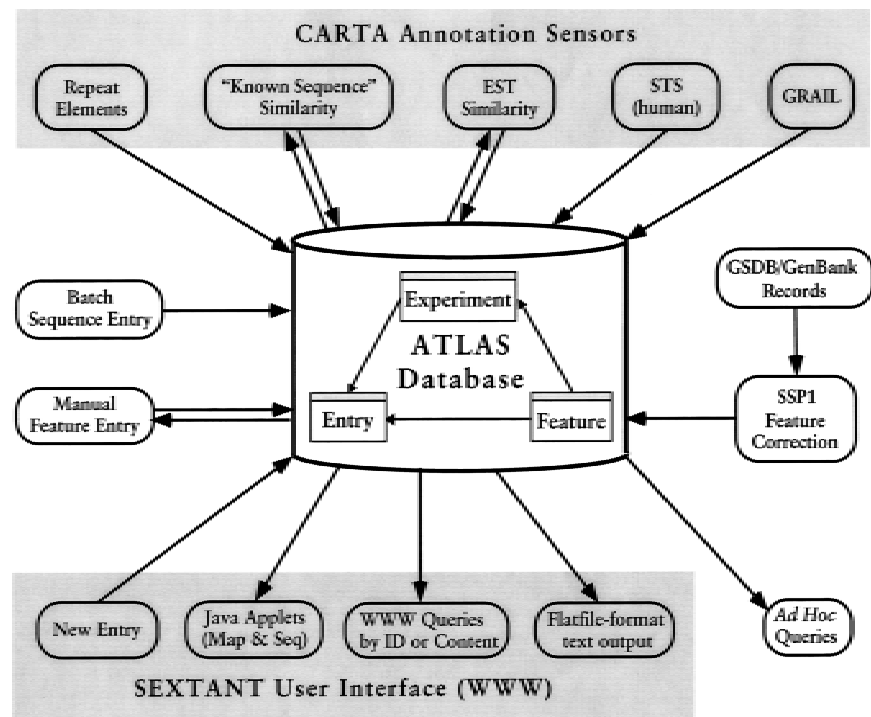 CARTA Annotation Sensors
Repeat
Elements
“Known Sequence”
Similarity
EST
Similarity
STS
(human)
GRAIL
GSDB/GenBank
Records
Batch
Sequence Entry
Experiment
ATLAS
Database
Manual
Feature Entry
Entry
Feature
SSP1
Feature
Correction
New Entry
Java Applets
(Map & Seq)
WWW Queries
by ID or Content
Flatfile-format
text output
Ad Hoc
Queries
SEXTANT User Interface (WWW)